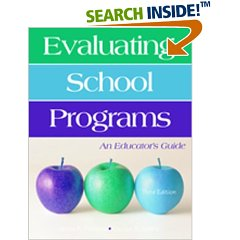 SEARCH INSIDE!™
Evaluating
School
Programs
An Educator's Guide
Third Edition